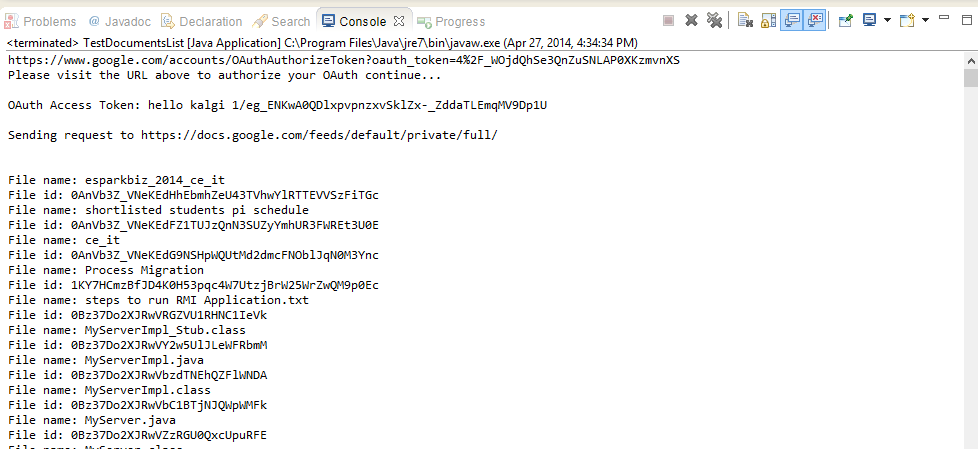 Problems @ Javadoc Declaration Search Console Progress
<terminated> TestDocumentsList [Java Application] C:\Program Files\Java\jre7\bin\javaw.exe (Apr 27, 2014, 4:34:34 PM)
https://www.google.com/accounts/OAuthAuthorizeToken?oauth_token=4%2F_WOjdQhSe3QnZuSNLAP0XKzmvnXS
Please visit the URL above to authorize your OAuth continue...
OAuth Access Token: hello kalgi 1/eg_ENKwA0QDlxpvpnzxvSklZx-_ZddaTLEmqMV9Dp1U
Sending request to https://docs.google.com/feeds/default/private/full/
File name: esparkbiz_2014_ce_it
File id: 0AnVb3Z_VNeKEdHhEbmhZeU43TVhwYlRTTEVVSzFiTGc
File name: shortlisted students pi schedule
File id: 0AnVb3Z_VNeKEdFZ1TUJzQnN3SUZyYmhUR3FWREt3U0E
File name: ce_it
File id: 0AnVb3Z_VNeKEdG9NSHpWQUtMd2dmcFNOblJqN0M3Ync
File name: Process Migration
File id: 1KY7HCmzBfJD4K0H53pqc4W7UtzjBrW25WrZwQM9p0Ec
File name: steps to run RMI Application.txt
File id: 0Bz37Do2XJRwVRGZVU1RHNC1IeVk
File name: MyServerImpl_Stub.class
File id: 0Bz37Do2XJRwVY2w5UlJLeWFRbmM
File name: MyServerImpl.java
File id: 0Bz37Do2XJRwVbzdTNEhQZFlWNDA
File name: MyServerImpl.class
File id: 0Bz37Do2XJRwVbC1BTjNJQWpWMFk
File name: MyServer.java
File id: 0Bz37Do2XJRwVZzRGU0QxcUpuRFE
File name: MyServer.class